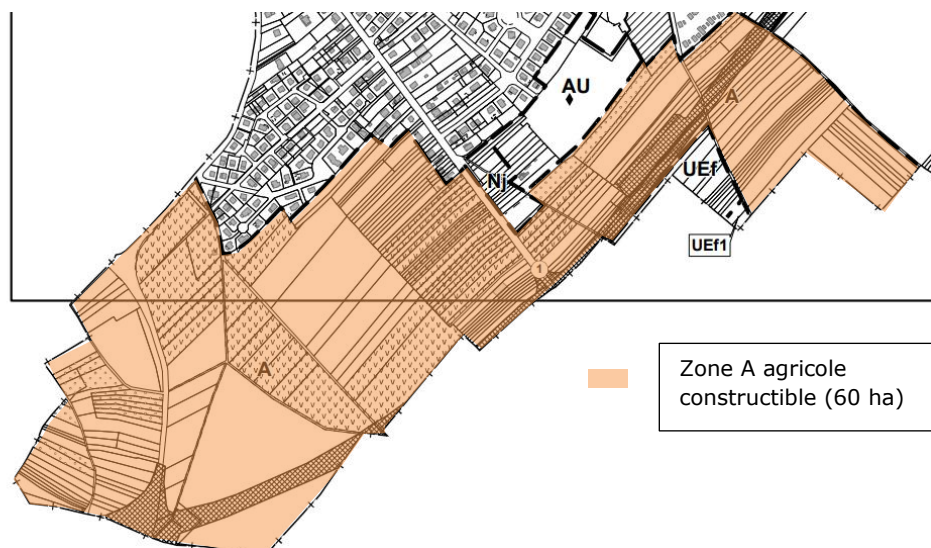 AU
A
Nj
UEf
UEf1
1
Zone A agricole
constructible (60 ha)
A